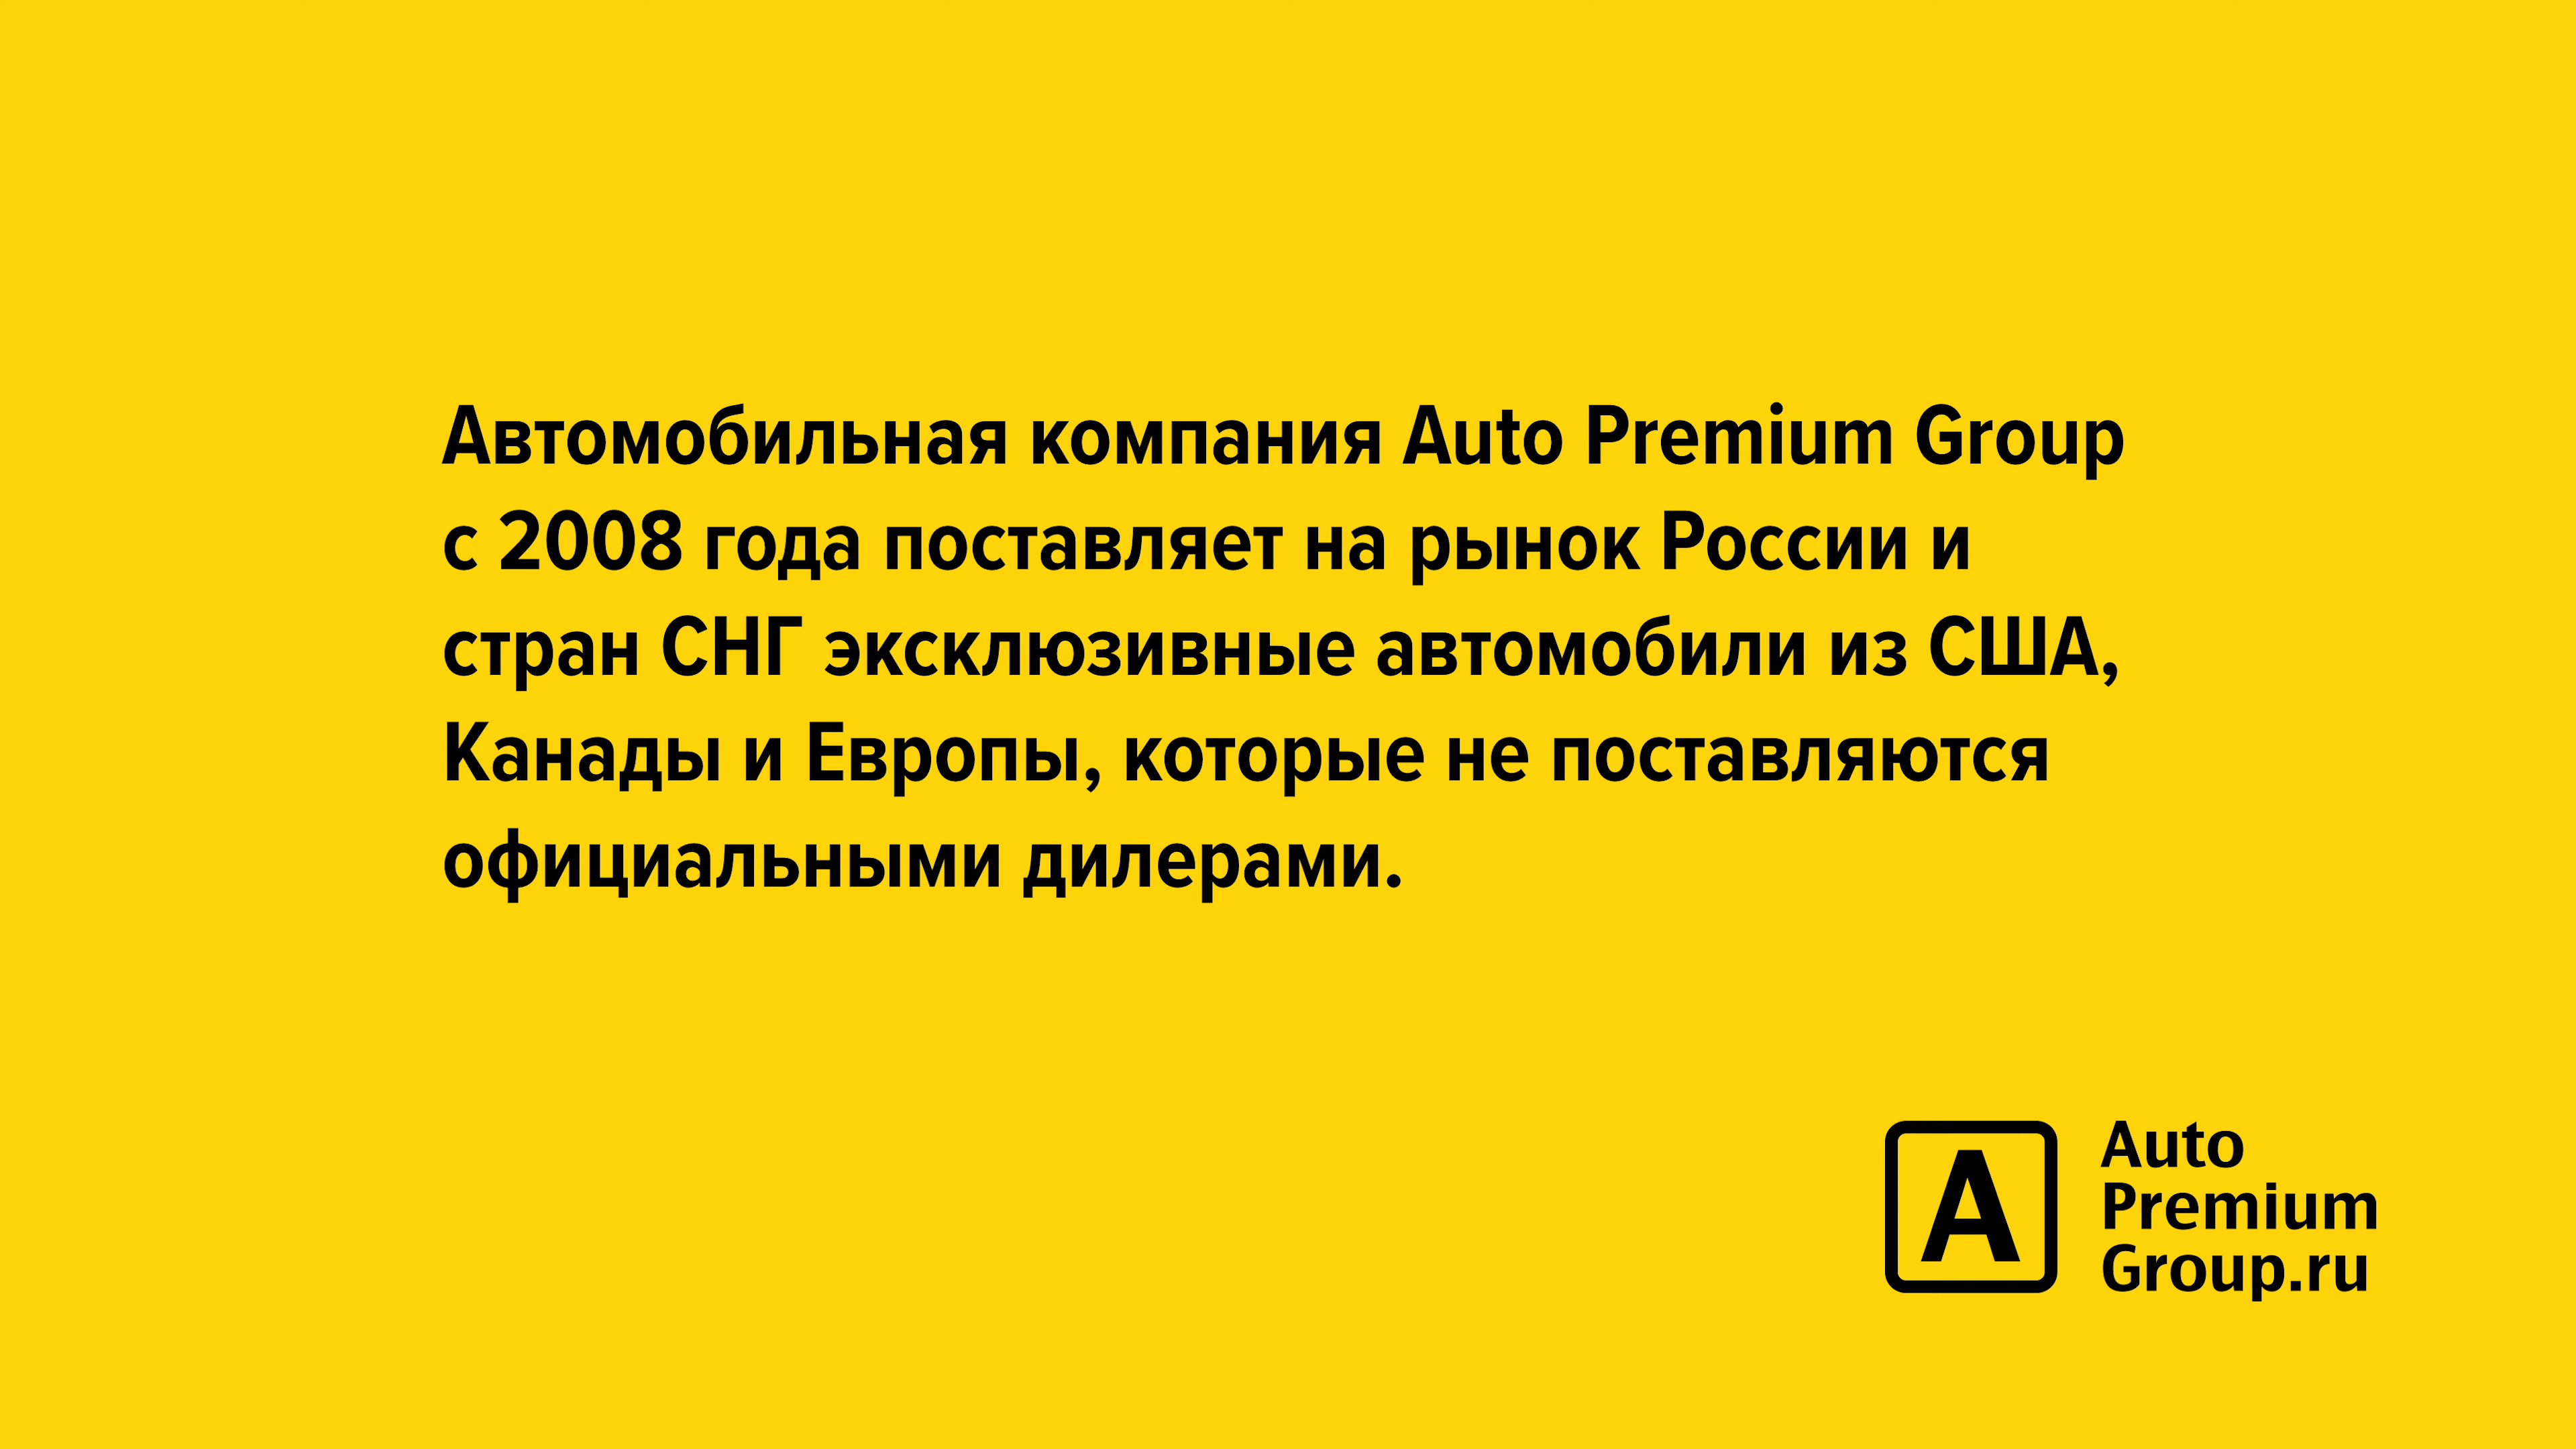 Автомобильная компания Auto Premium Group
с 2008 года поставляет на рынок России и
стран СНГ эксклюзивные автомобили из США,
Канады и Европы, которые не поставляются
официальными дилерами.
A
Auto
Premium
Group.ru